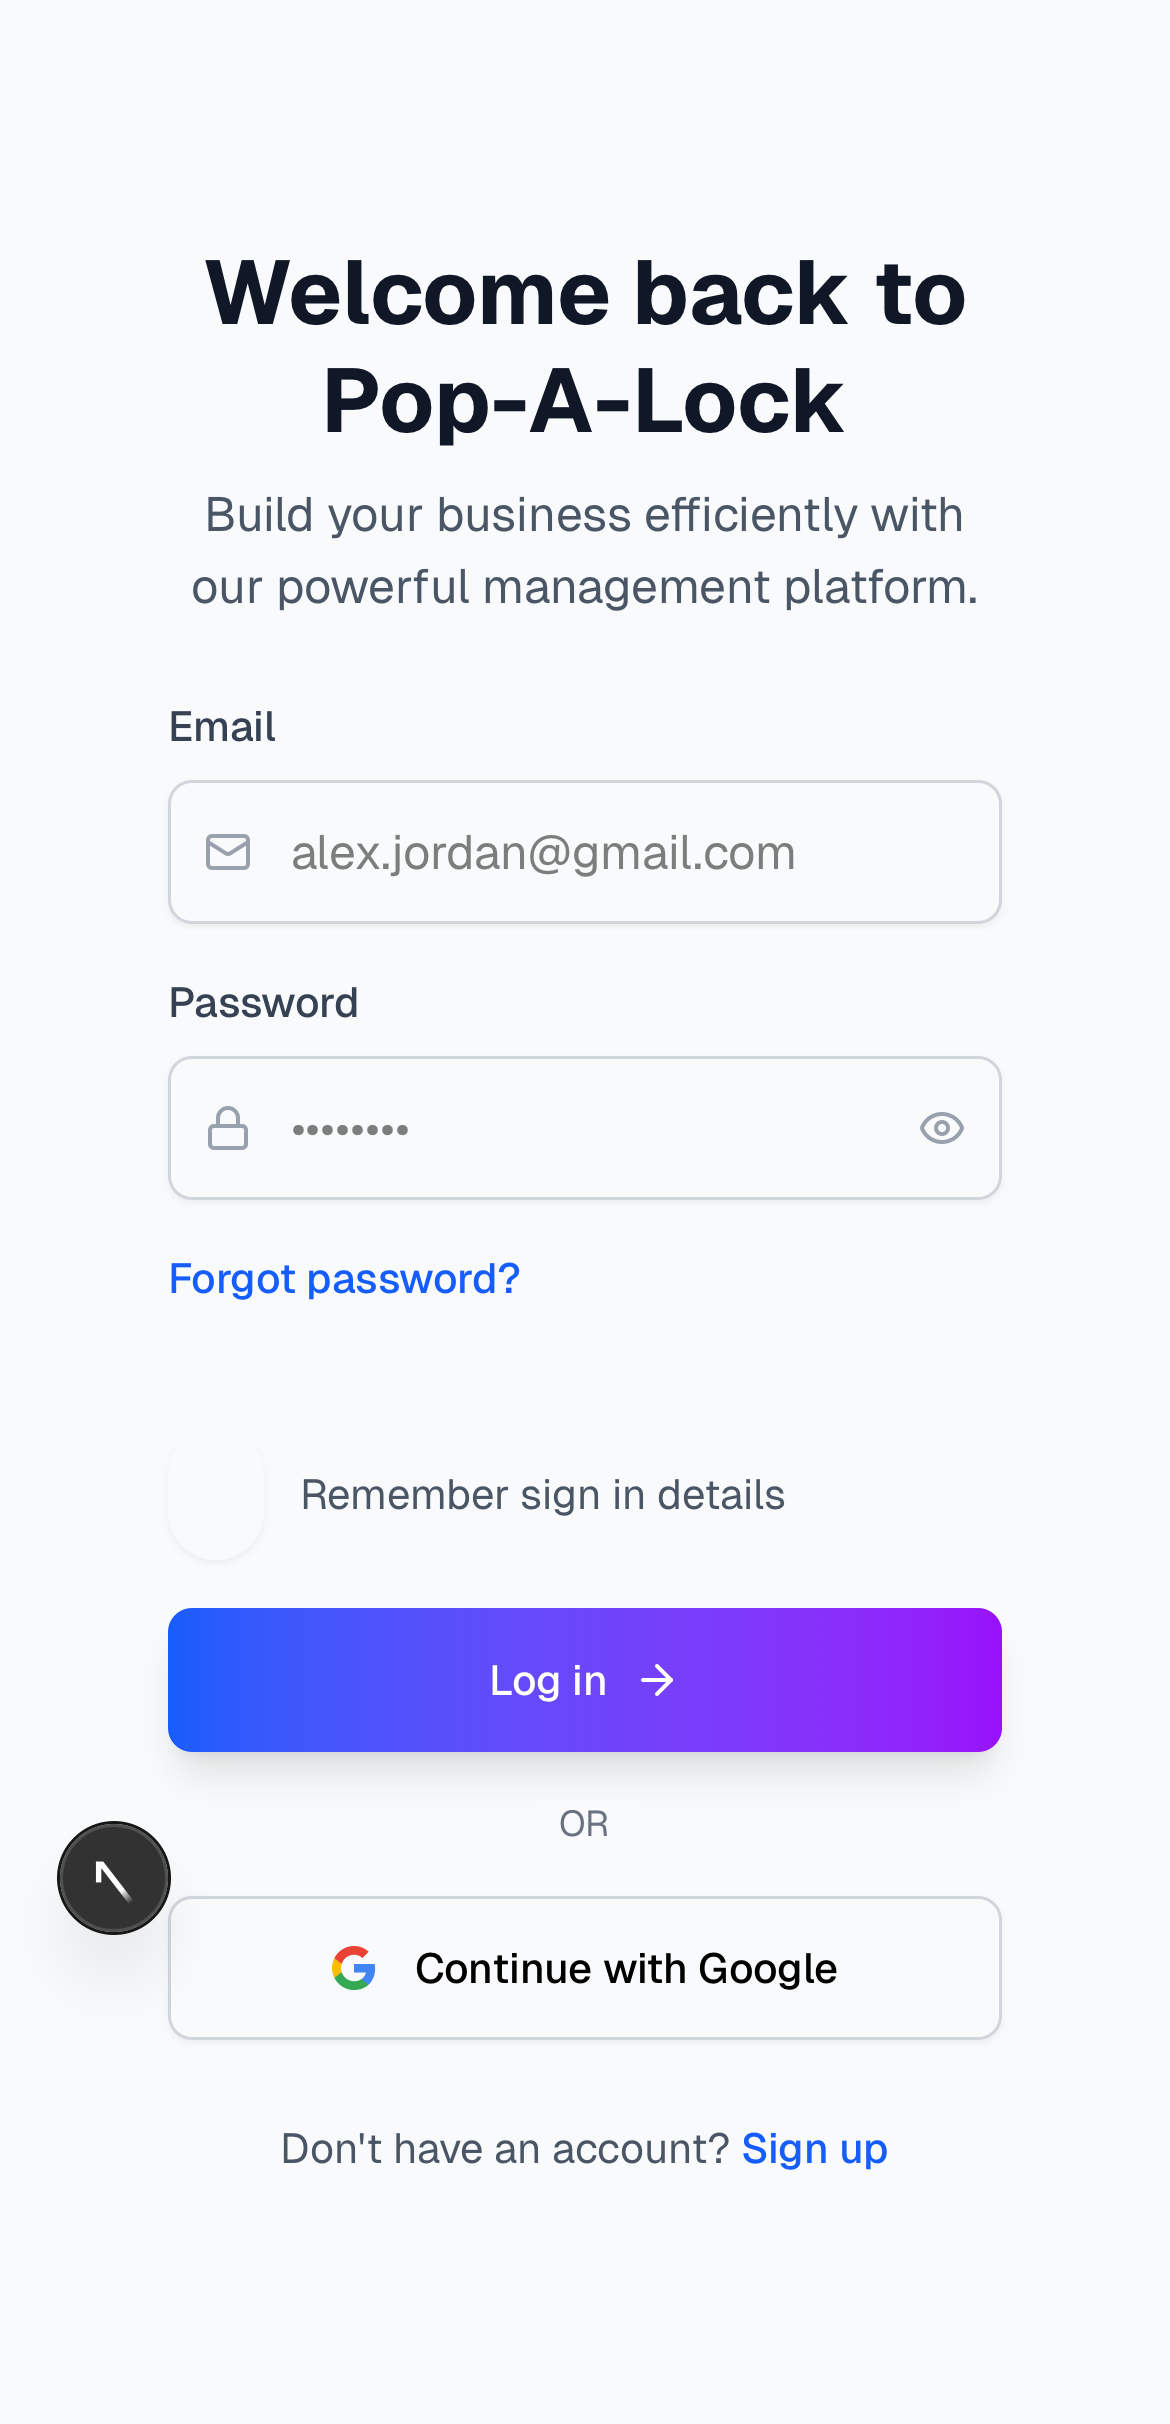 Welcome back to
Pop-A-Lock
Build your business efficiently with
our powerful management platform.
Email
alex.jordan@gmail.com
Password
••••••••
Forgot password?
Remember sign in details
Log in →
OR
Continue with Google
Don't have an account? Sign up